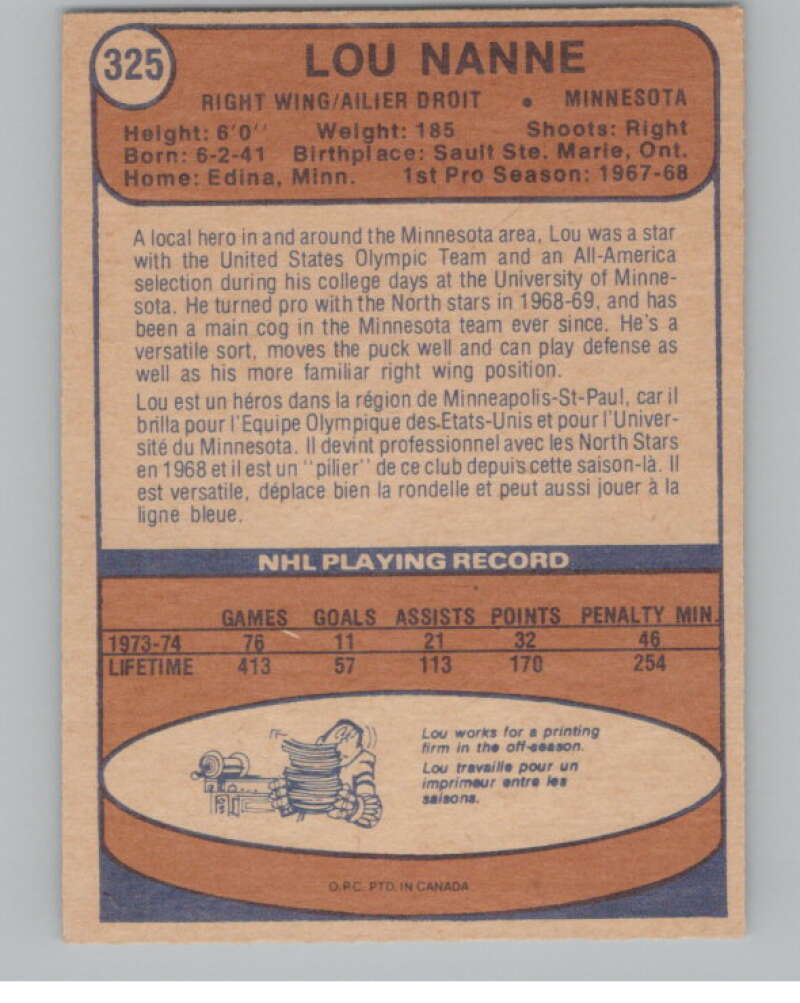 325
LOU NANNE
RIGHT WING/AILIER DROIT • MINNESOTA
Height: 6'0'' Weight: 185 Shoots: Right
Born: 6-2-41 Birthplace: Sault Ste. Marie, Ont.
Home: Edina, Minn. 1st Pro Season: 1967-68
A local hero in and around the Minnesota area, Lou was a star
with the United States Olympic Team and an All-America
selection during his college days at the University of Minne-
sota. He turned pro with the North stars in 1968-69, and has
been a main cog in the Minnesota team ever since. He's a
versatile sort, moves the puck well and can play defense as
well as his more familiar right wing position.
Lou est un héros dans la région de Minneapolis-St-Paul, car il
brilla pour l'Equipe Olympique des Etats-Unis et pour l'Univer-
sité du Minnesota. Il devint professionnel avec les North Stars
en 1968 et il est un ''pilier'' de ce club depuis cette saison-là. Il
est versatile, déplace bien la rondelle et peut aussi jouer à la
ligne bleue.
NHL PLAYING RECORD
GAMES GOALS ASSISTS POINTS PENALTY MIN.
1973-74 76 11 21 32 46
LIFETIME 413 57 113 170 254
Lou works for a printing
firm in the off-season.
Lou travaille pour un
imprimeur entre les
saisons.
O.P.C. PTD. IN CANADA